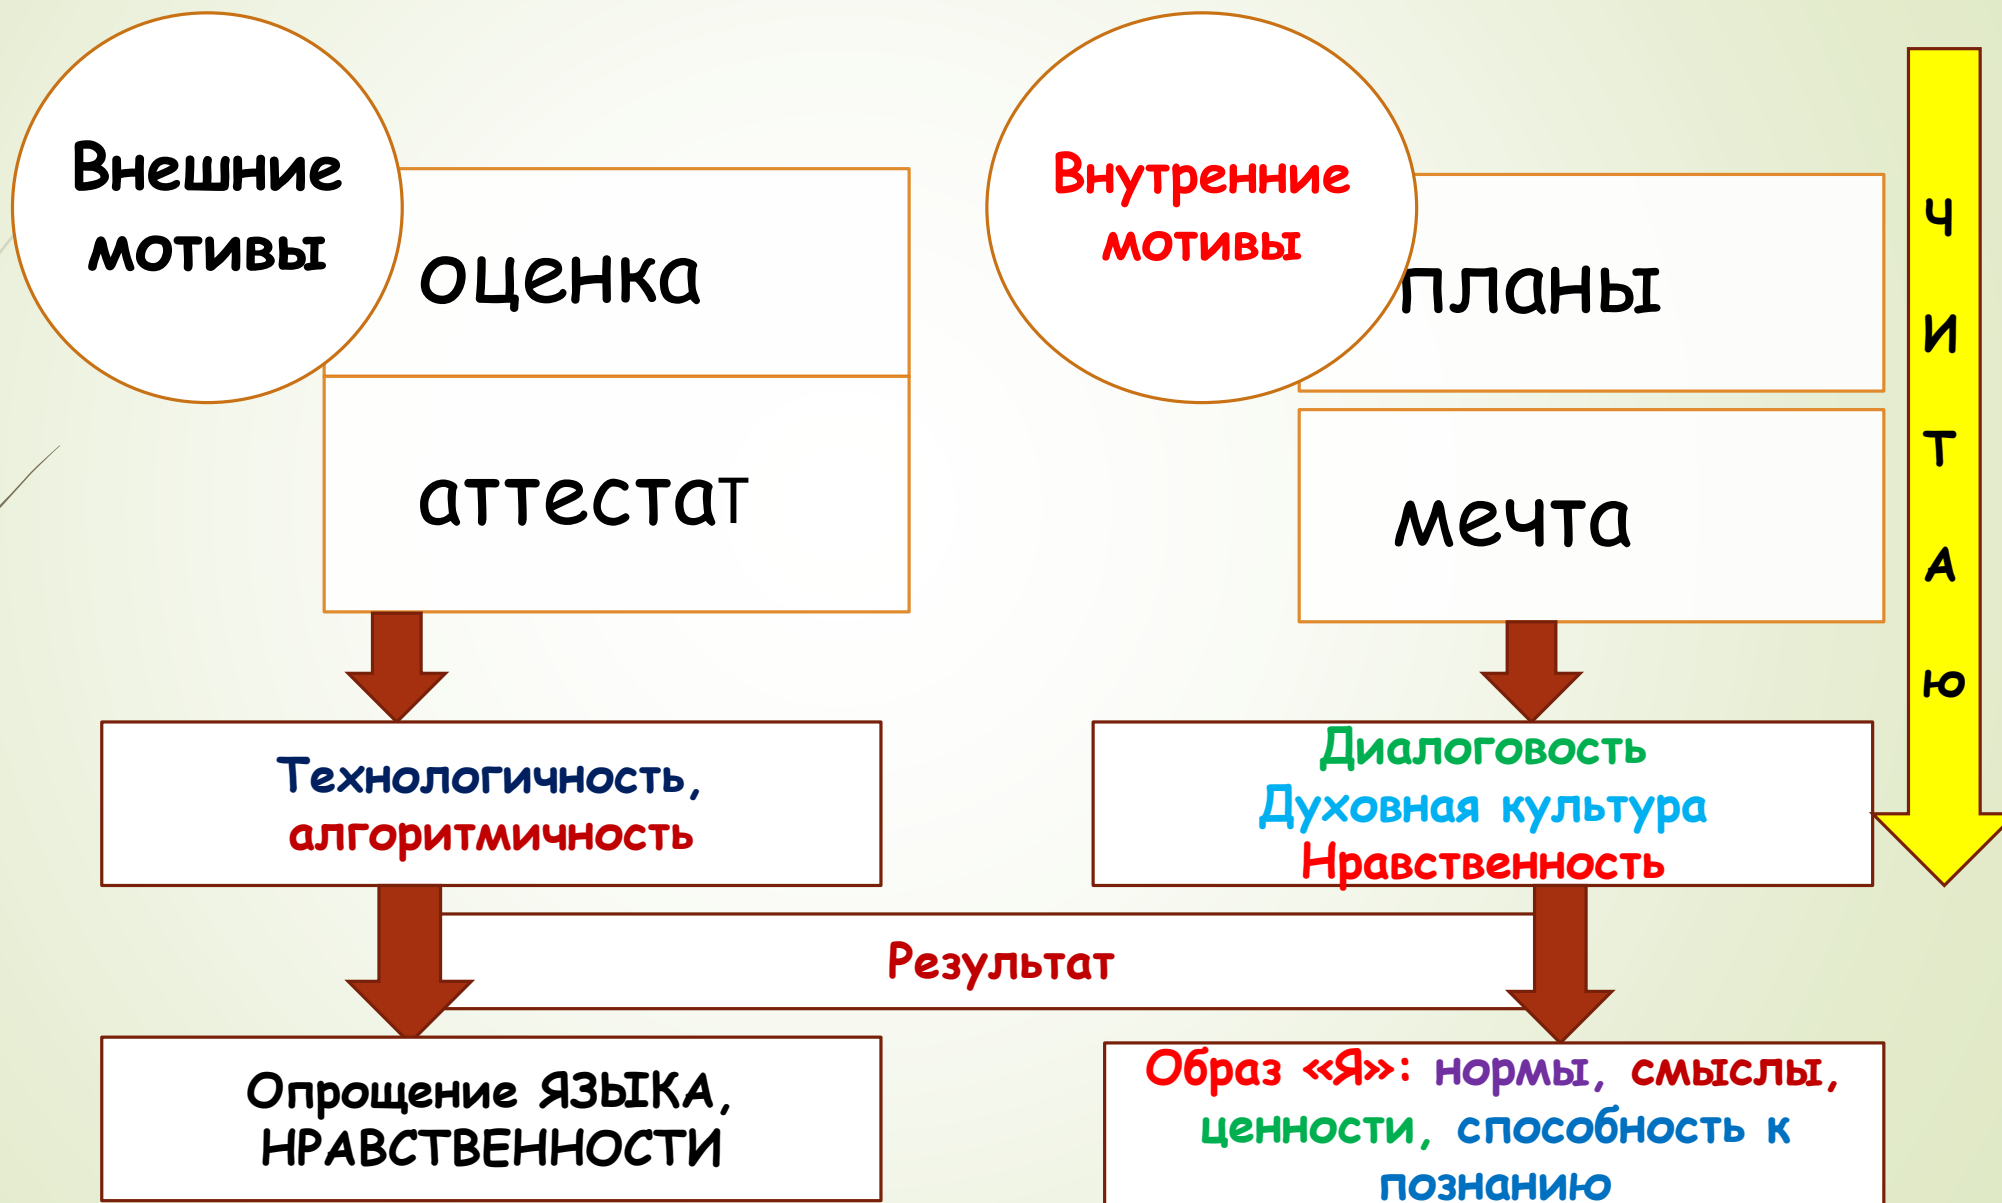 Внешние
мотивы
оценка
аттестат
Технологичность,
алгоритмичность
Внутренние
мотивы
планы
мечта
Диалоговость
Духовная культура
Нравственность
Результат
Опрощение ЯЗЫКА,
НРАВСТВЕННОСТИ
Образ «Я»: нормы, смыслы,
ценности, способность к
познанию
Ч
И
Т
А
Ю